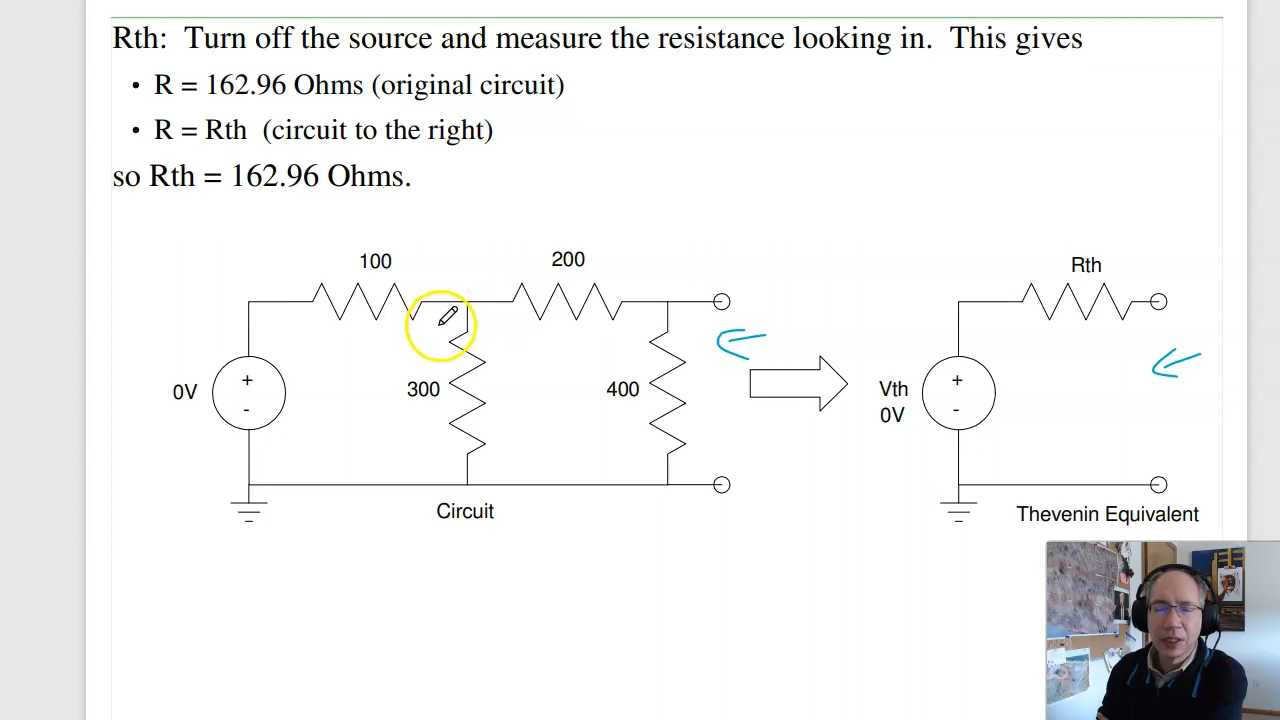 Rth: Turn off the source and measure the resistance looking in. This gives
• R = 162.96 Ohms (original circuit)
• R = Rth (circuit to the right)
so Rth = 162.96 Ohms.
100
200
Rth
+
-
0V
300
400
Vth
0V
+
-
Circuit
Thevenin Equivalent